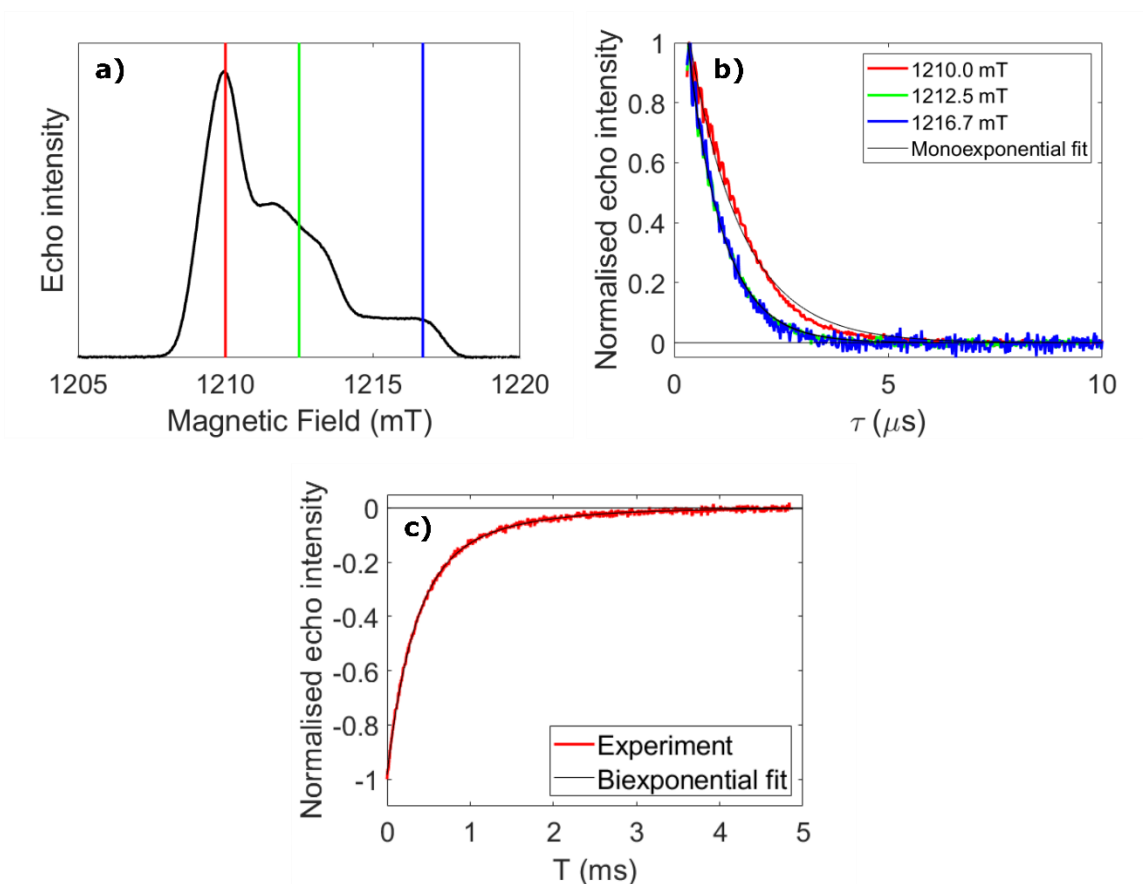 a)
Echo intensity
1205 1210 1215 1220
Magnetic Field (mT)
b)
Normalised echo intensity
1
0.8
0.6
0.4
0.2
0
1210.0 mT
1212.5 mT
1216.7 mT
Monoexponential fit
0 5 10
τ (μs)
c)
Normalised echo intensity
0
-0.2
-0.4
-0.6
-0.8
-1
Experiment
Biexponential fit
0 1 2 3 4 5
T (ms)